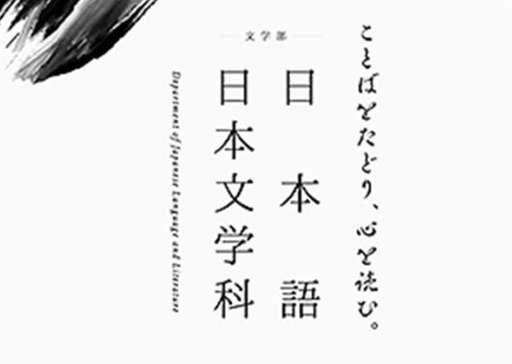 ことばをたどり、心を読む。
文学部
日本語
日本文学科
Department of Japanese Language and Literature